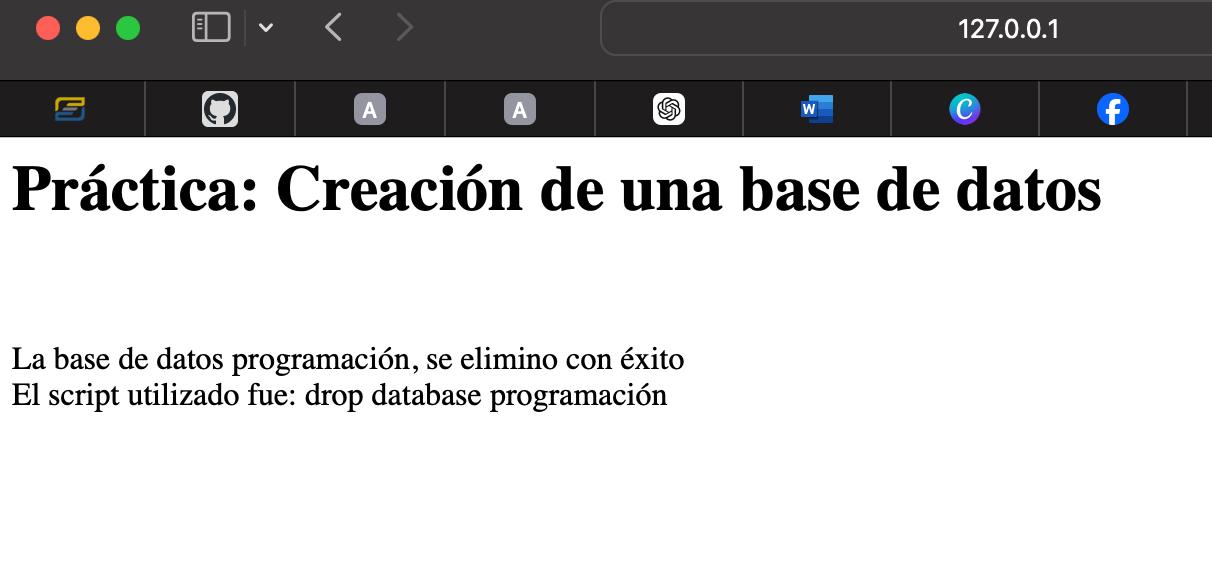 127.0.0.1
A
A
W
C
f
Práctica: Creación de una base de datos
La base de datos programación, se elimino con éxito
El script utilizado fue: drop database programación